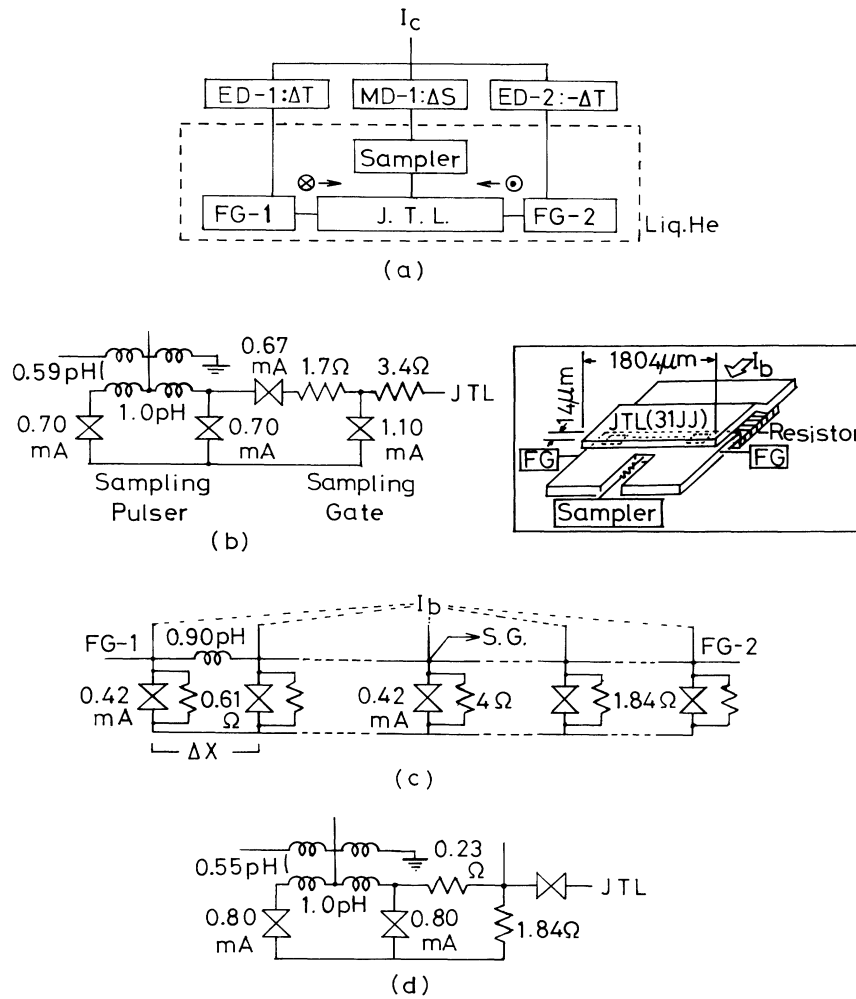 I_c
ED-1:ΔT
MD-1:ΔS
ED-2:-ΔT
Sampler
FG-1
J. T. L.
FG-2
Liq.He
(a)
0.59pH
1.0pH
0.67 mA
1.7Ω
3.4Ω
JTL
0.70 mA
0.70 mA
1.10 mA
Sampling Pulser
Sampling Gate
(b)
1804μm
I_b
14μm
JTL(31JJ)
Resistor
FG
FG
Sampler
I_b
FG-1
0.90pH
S.G.
FG-2
0.42 mA
0.61 Ω
0.42 mA
4Ω
1.84Ω
ΔX
(c)
0.55pH
1.0pH
0.23 Ω
JTL
0.80 mA
0.80 mA
1.84Ω
(d)